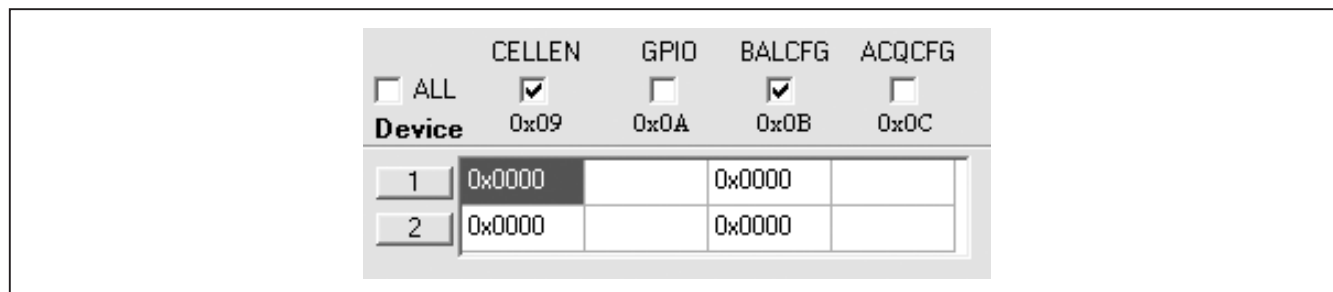 CELLEN GPIO BALCFG ACQCFG
ALL
Device 0x09 0x0A 0x0B 0x0C
1 0x0000 0x0000
2 0x0000 0x0000